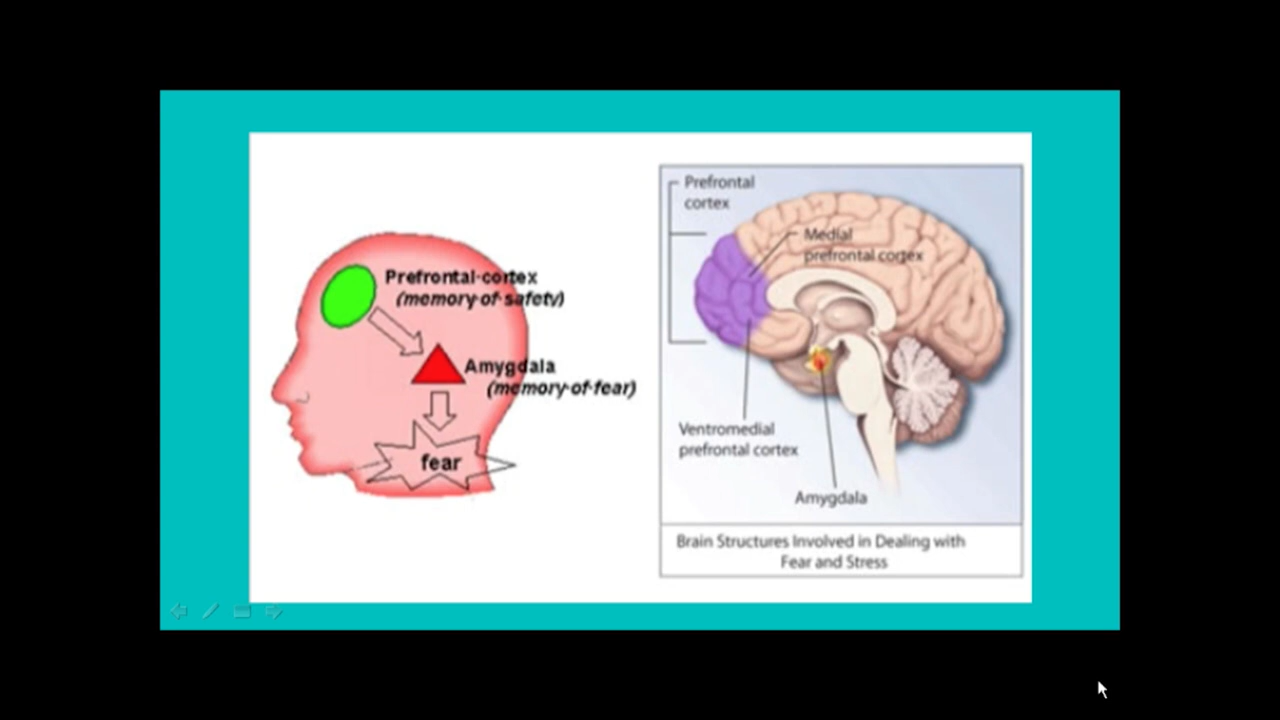 Prefrontal-cortex
(memory-of-safety)
Amygdala
(memory-of-fear)
fear
Prefrontal
cortex
Medial
prefrontal cortex
Ventromedial
prefrontal cortex
Amygdala
Brain Structures Involved in Dealing with
Fear and Stress